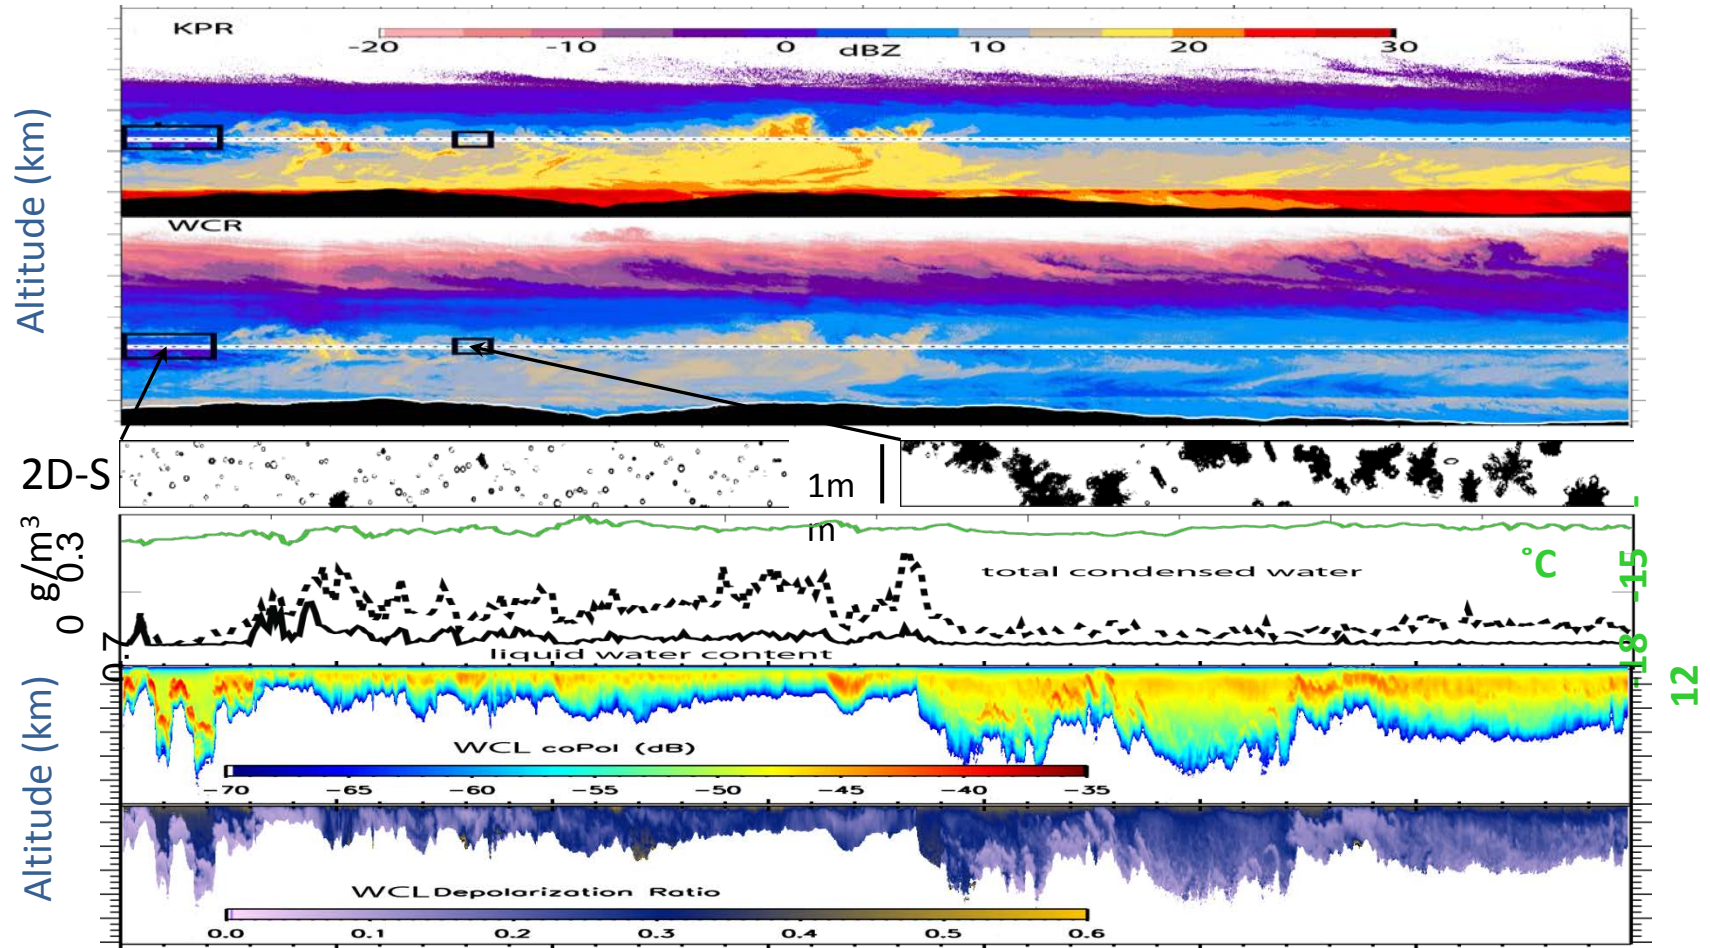 KPR
-20 -10 0 dBZ 10 20 30
Altitude (km)
WCR
2D-S
1m
m
g/m3
0 0.3
total condensed water
°C
-15
liquid water content
-18
12
0.7
Altitude (km)
WCL coPol (dB)
-70 -65 -60 -55 -50 -45 -40 -35
WCL Depolarization Ratio
0.0 0.1 0.2 0.3 0.4 0.5 0.6